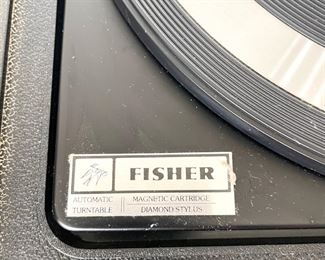 FISHER
AUTOMATIC TURNTABLE
MAGNETIC CARTRIDGE
DIAMOND STYLUS